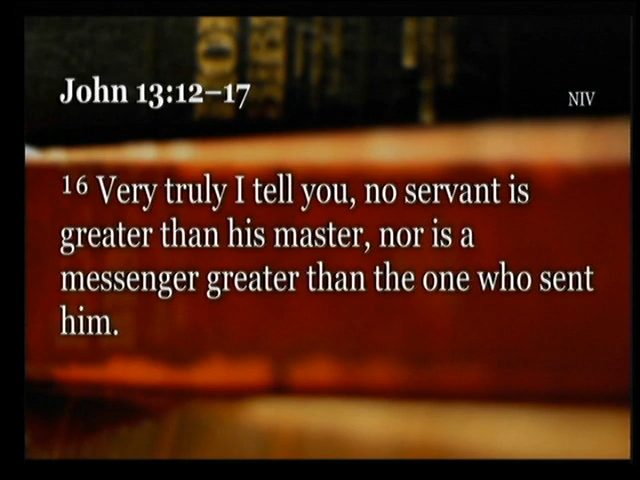 John 13:12–17
NIV
16 Very truly I tell you, no servant is
greater than his master, nor is a
messenger greater than the one who sent
him.